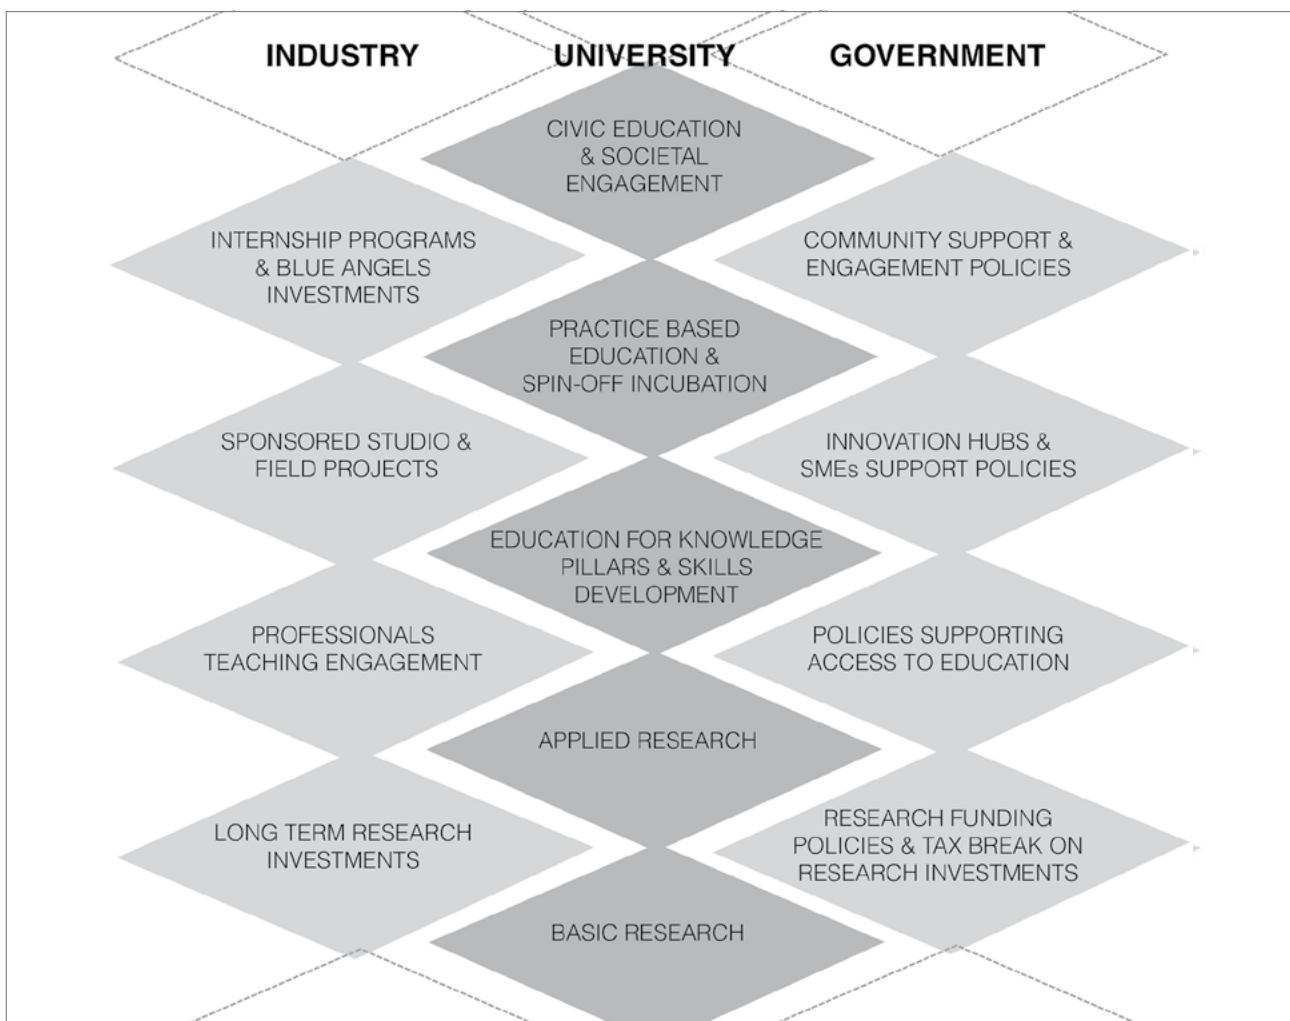 INDUSTRY
UNIVERSITY
GOVERNMENT
CIVIC EDUCATION
& SOCIETAL
ENGAGEMENT
INTERNSHIP PROGRAMS
& BLUE ANGELS
INVESTMENTS
COMMUNITY SUPPORT &
ENGAGEMENT POLICIES
PRACTICE BASED
EDUCATION &
SPIN-OFF INCUBATION
SPONSORED STUDIO &
FIELD PROJECTS
INNOVATION HUBS &
SMEs SUPPORT POLICIES
EDUCATION FOR KNOWLEDGE
PILLARS & SKILLS
DEVELOPMENT
PROFESSIONALS
TEACHING ENGAGEMENT
POLICIES SUPPORTING
ACCESS TO EDUCATION
APPLIED RESEARCH
LONG TERM RESEARCH
INVESTMENTS
RESEARCH FUNDING
POLICIES & TAX BREAK ON
RESEARCH INVESTMENTS
BASIC RESEARCH